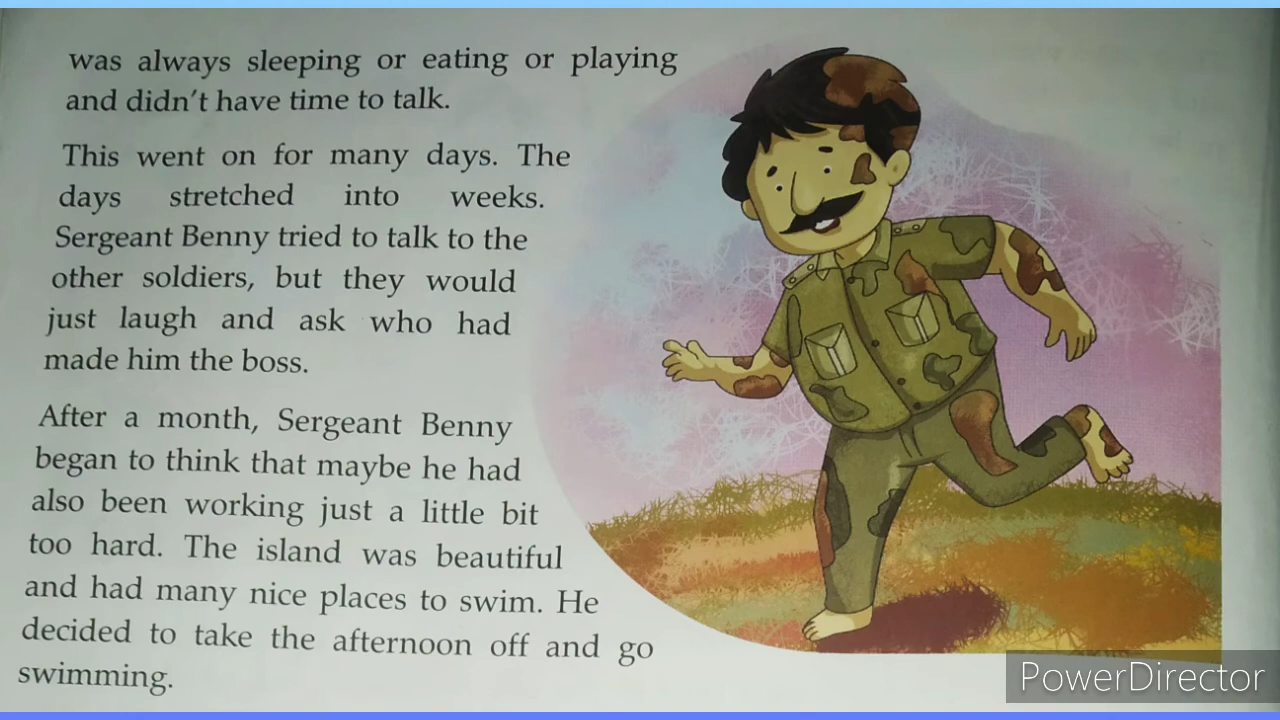 was always sleeping or eating or playing
and didn't have time to talk.
This went on for many days. The
days stretched into weeks.
Sergeant Benny tried to talk to the
other soldiers, but they would
just laugh and ask who had
made him the boss.
After a month, Sergeant Benny
began to think that maybe he had
also been working just a little bit
too hard. The island was beautiful
and had many nice places to swim. He
decided to take the afternoon off and go
swimming.
PowerDirector